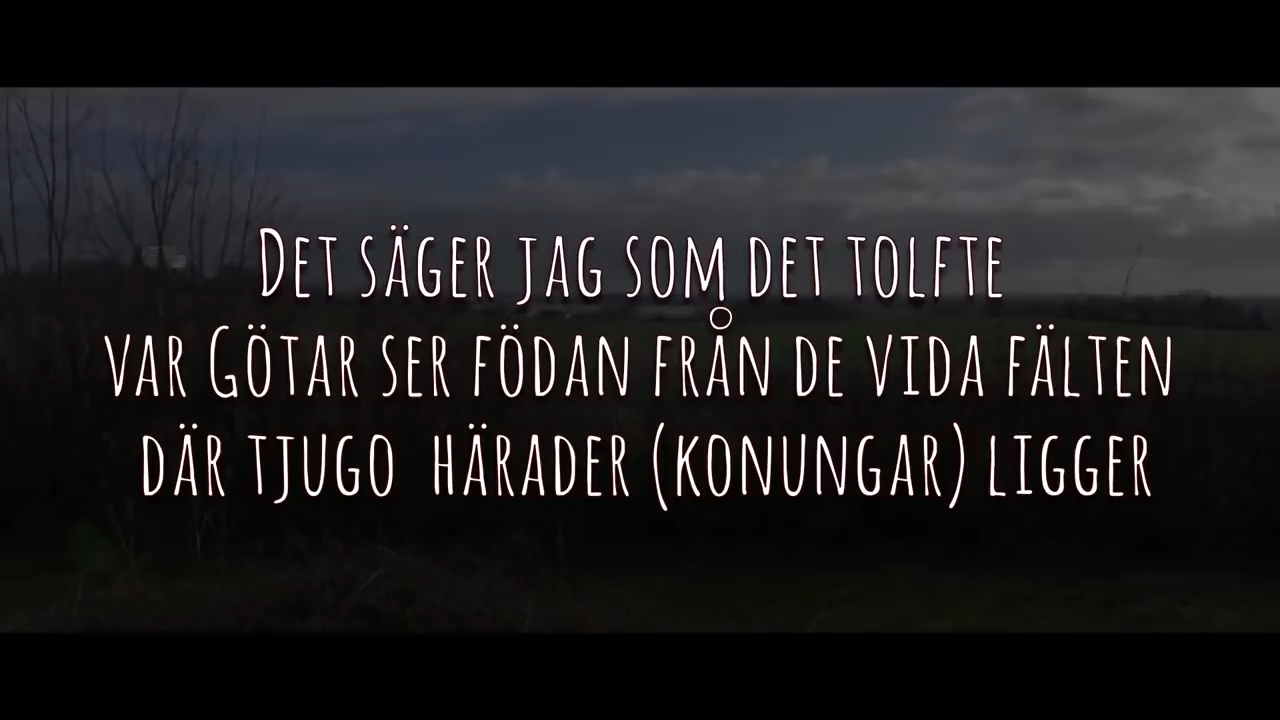 Det säger jag som det tolfte
var Götar ser födan från de vida fälten
där tjugo härader (konungar) ligger